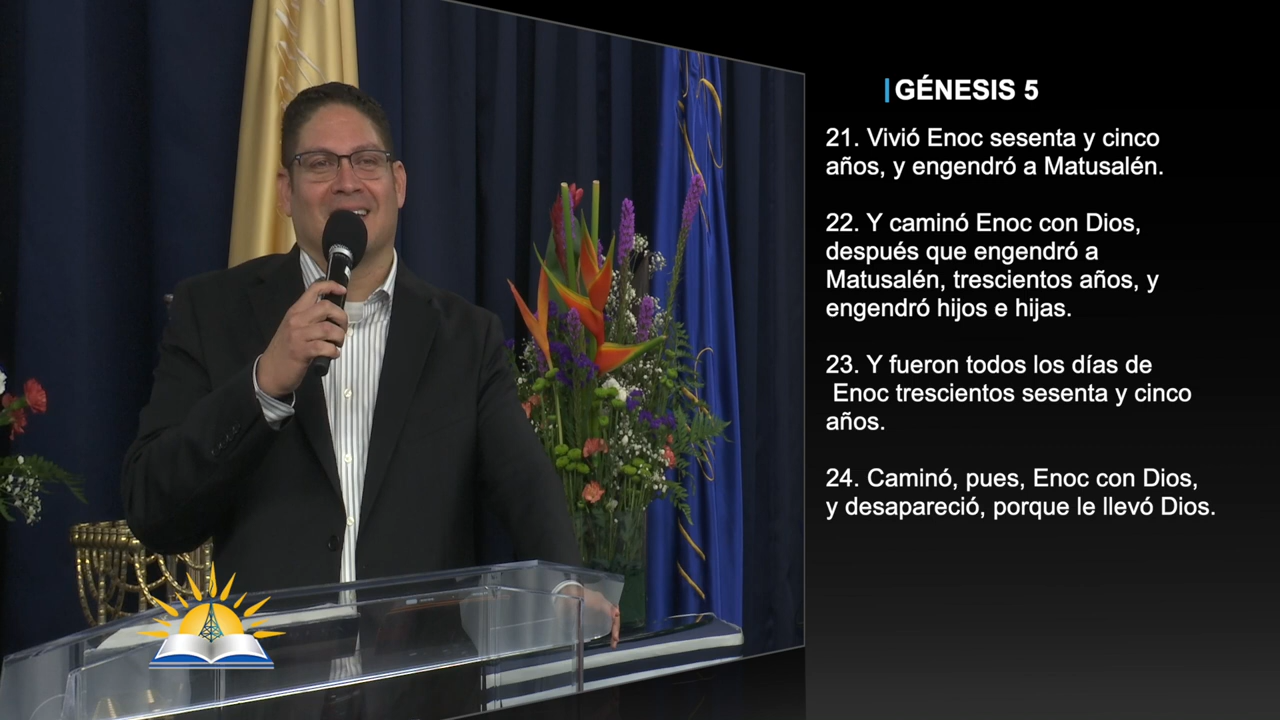 GÉNESIS 5
21. Vivió Enoc sesenta y cinco
años, y engendró a Matusalén.
22. Y caminó Enoc con Dios,
después que engendró a
Matusalén, trescientos años, y
engendró hijos e hijas.
23. Y fueron todos los días de
Enoc trescientos sesenta y cinco
años.
24. Caminó, pues, Enoc con Dios,
y desapareció, porque le llevó Dios.